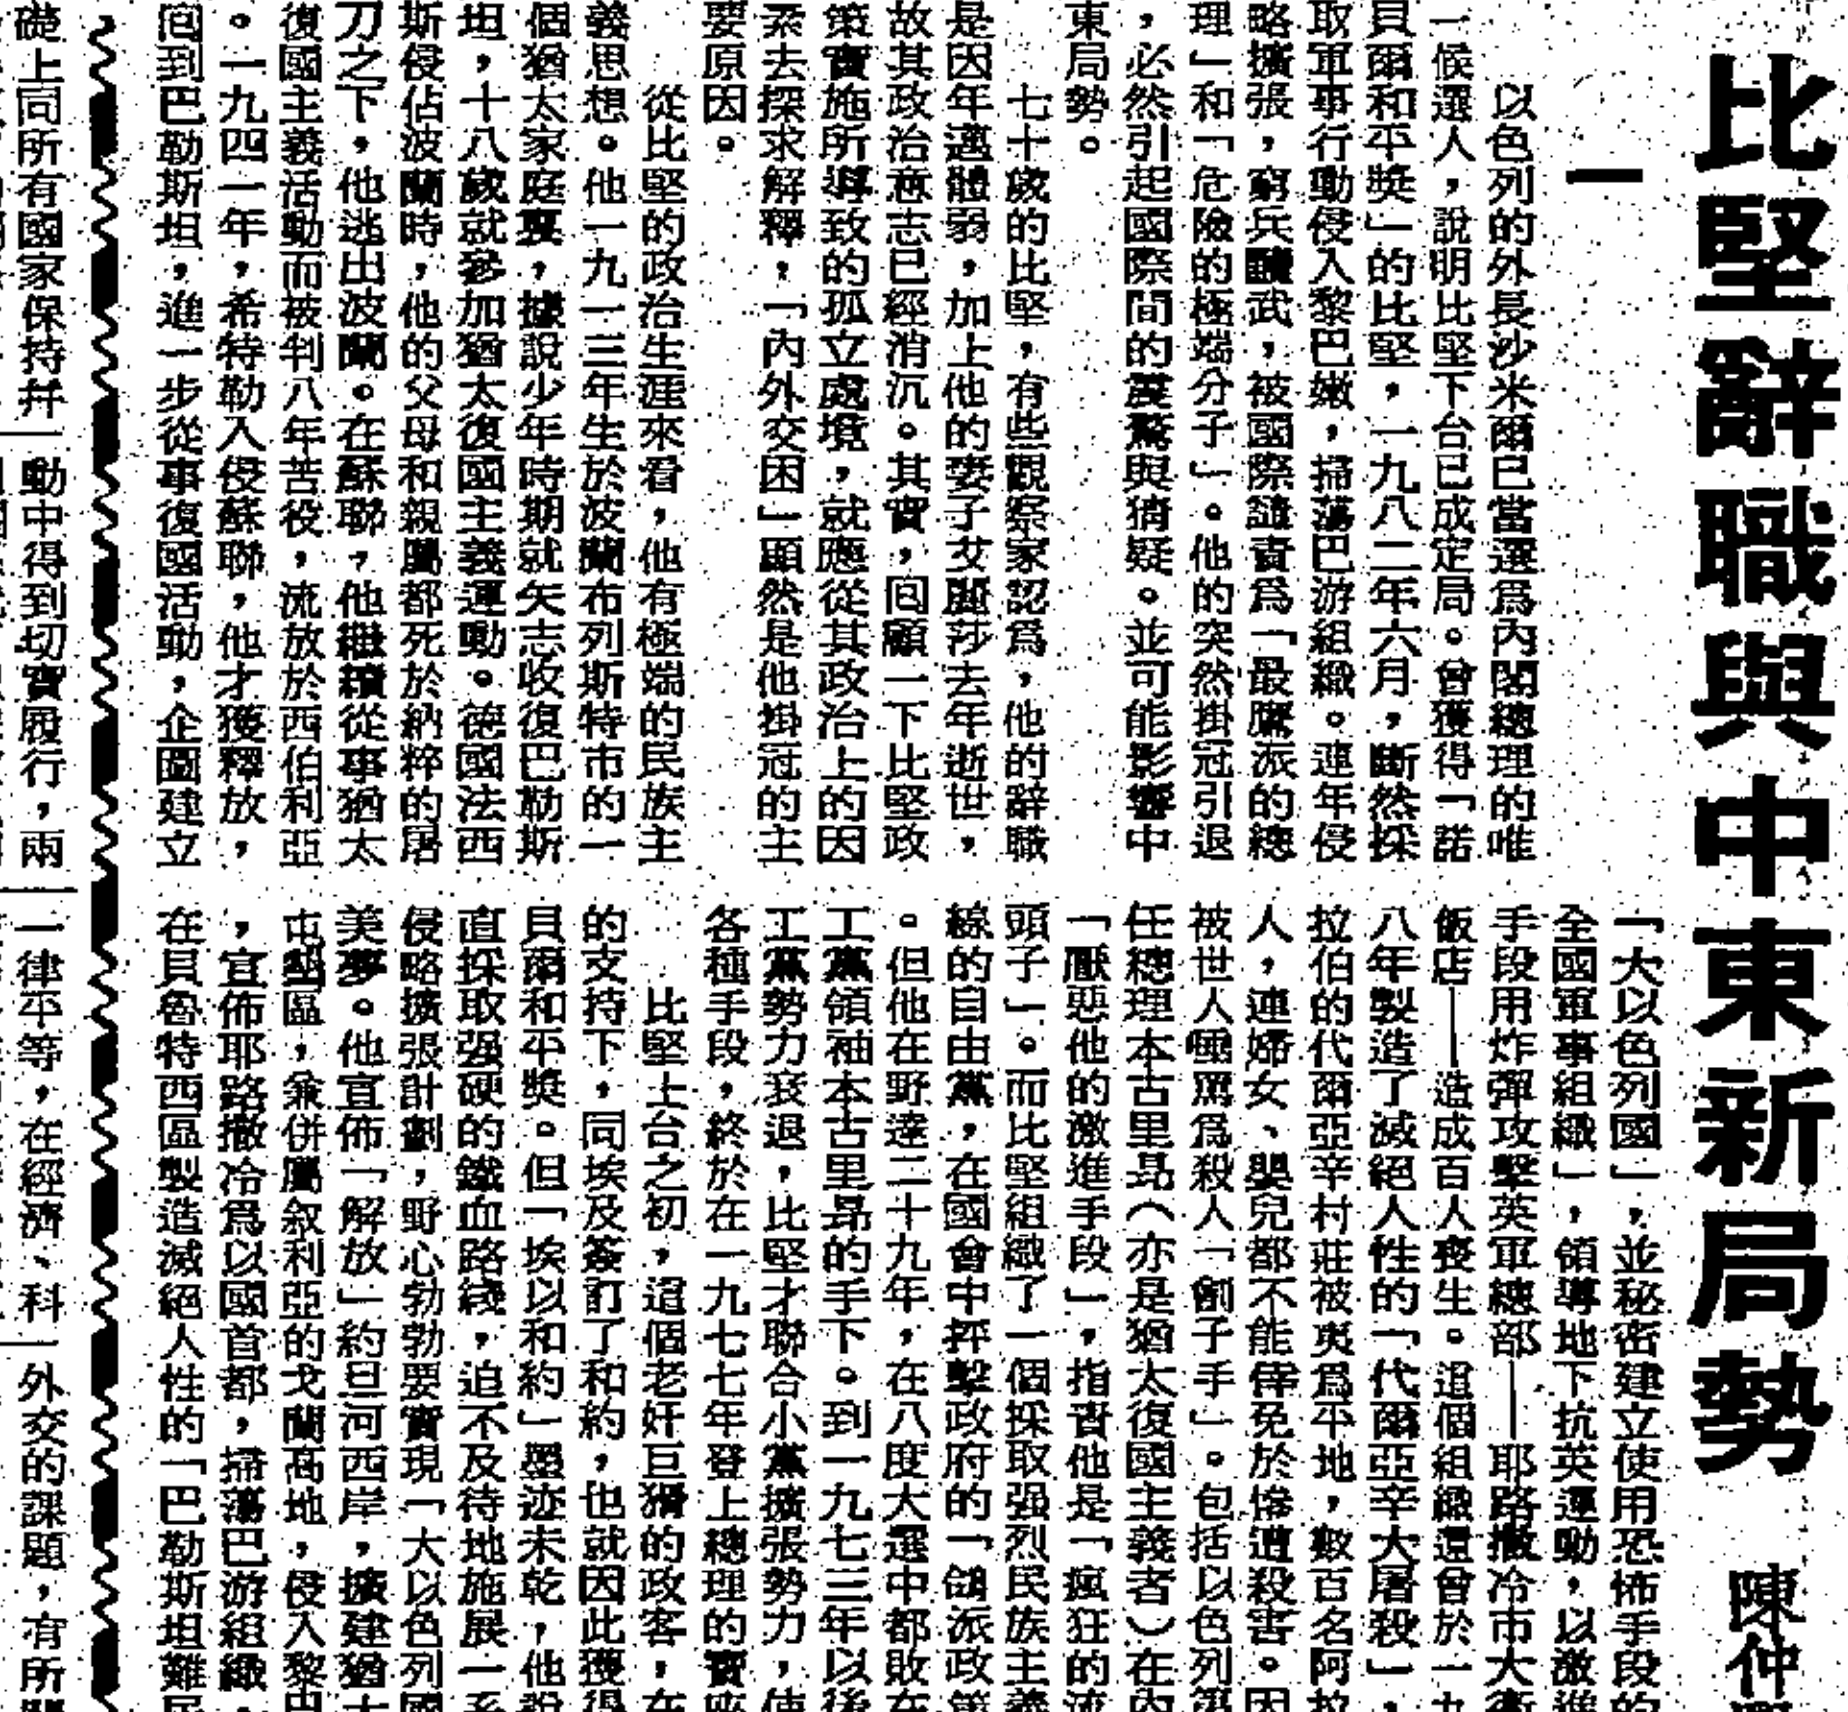 比堅辭職與中東新局勢
陳仲
一
以色列的外長沙米爾已當選爲內閣總理的唯
一候選人，說明比堅下台已成定局。曾獲得「諾
貝爾和平獎」的比堅，一九八二年六月，斷然採
取軍事行動侵入黎巴嫩，掃蕩巴游組織。連年侵
略擴張，窮兵黷武，被國際譴責爲「最鷹派的總
理」和「危險的極端分子」。他的突然掛冠引退
，必然引起國際間的震驚與猜疑。並可能影響中
東局勢。
七十歲的比堅，有些觀察家認爲，他的辭職
是因年邁體弱，加上他的妻子艾麗莎去年逝世，
故其政治意志已經消沉。其實，回顧一下比堅政
策實施所導致的孤立處境，就應從其政治上的因
素去探求解釋，「內外交困」顯然是他掛冠的主
要原因。
從比堅的政治生涯來看，他有極端的民族主
義思想。他一九一三年生於波蘭布列斯特市的一
個猶太家庭裏，據說少年時期就矢志收復巴勒斯
坦，十八歲就參加猶太復國主義運動。德國法西
斯侵佔波蘭時，他的父母和親屬都死於納粹的屠
刀之下，他逃出波蘭。在蘇聯，他繼續從事猶太
復國主義活動而被判八年苦役，流放於西伯利亞
。一九四一年，希特勒入侵蘇聯，他才獲釋放，
回到巴勒斯坦，進一步從事復國活動，企圖建立
「大以色列國」，並秘密建立使用恐怖手段的
全國軍事組織」，領導地下抗英運動，以激進
手段用炸彈攻擊英軍總部——耶路撒冷市大衛
飯店——造成百人喪生。這個組織還曾於一九
八年製造了滅絕人性的「代爾亞辛大屠殺」，
拉伯的代爾亞辛村莊被夷爲平地，數百名阿拉
人，連婦女、嬰兒都不能倖免於慘遭殺害。因
被世人唾罵爲殺人「劊子手」。包括以色列第
任總理本古里昂（亦是猶太復國主義者）在內
「厭惡他的激進手段」，指責他是「瘋狂的流
頭子」。而比堅組織了一個採取强烈民族主義
線的自由黨，在國會中抨擊政府的「鴿派政策
。但他在野達二十九年，在八度大選中都敗在
工黨領袖本古里昂的手下。到一九七三年以後
工黨勢力衰退，比堅才聯合小黨擴張勢力，使
各種手段，終於在一九七七年登上總理的寶座
比堅上台之初，這個老奸巨猾的政客，在
的支持下，同埃及簽訂了和約，也就因此獲得
貝爾和平獎。但「埃以和約」墨迹未乾，他說
直採取强硬的鐵血路綫，迫不及待地施展一系
侵略擴張計劃，野心勃勃要實現「大以色列國
美夢。他宣佈「解放」約旦河西岸，擴建猶太
屯墾區，兼併屬叙利亞的戈蘭高地，侵入黎巴
，宣佈耶路撒冷爲以國首都，掃蕩巴游組織，
在貝魯特西區製造滅絕人性的「巴勒斯坦難民
礎上同所有國家保持幷
動中得到切實履行，兩
一律平等，在經濟、科
外交的課題，有所